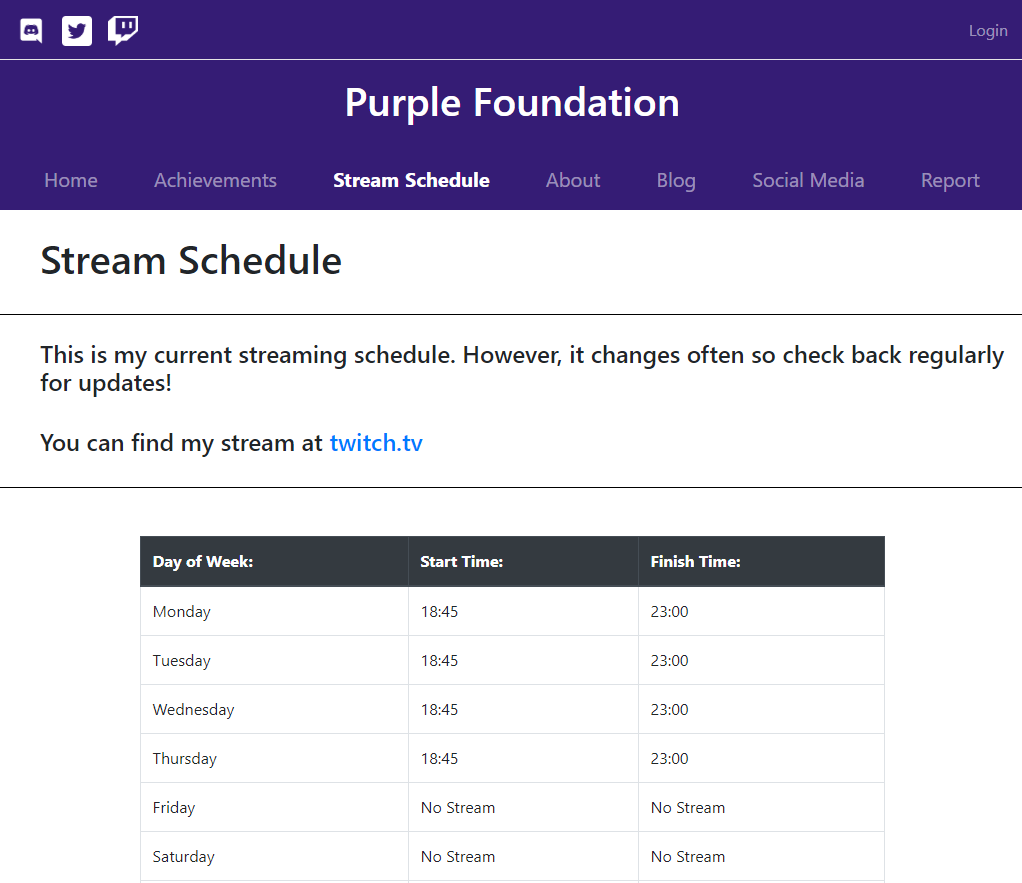 Login
Purple Foundation
Home Achievements Stream Schedule About Blog Social Media Report
Stream Schedule
This is my current streaming schedule. However, it changes often so check back regularly
for updates!
You can find my stream at twitch.tv
Day of Week: Start Time: Finish Time:
Monday 18:45 23:00
Tuesday 18:45 23:00
Wednesday 18:45 23:00
Thursday 18:45 23:00
Friday No Stream No Stream
Saturday No Stream No Stream